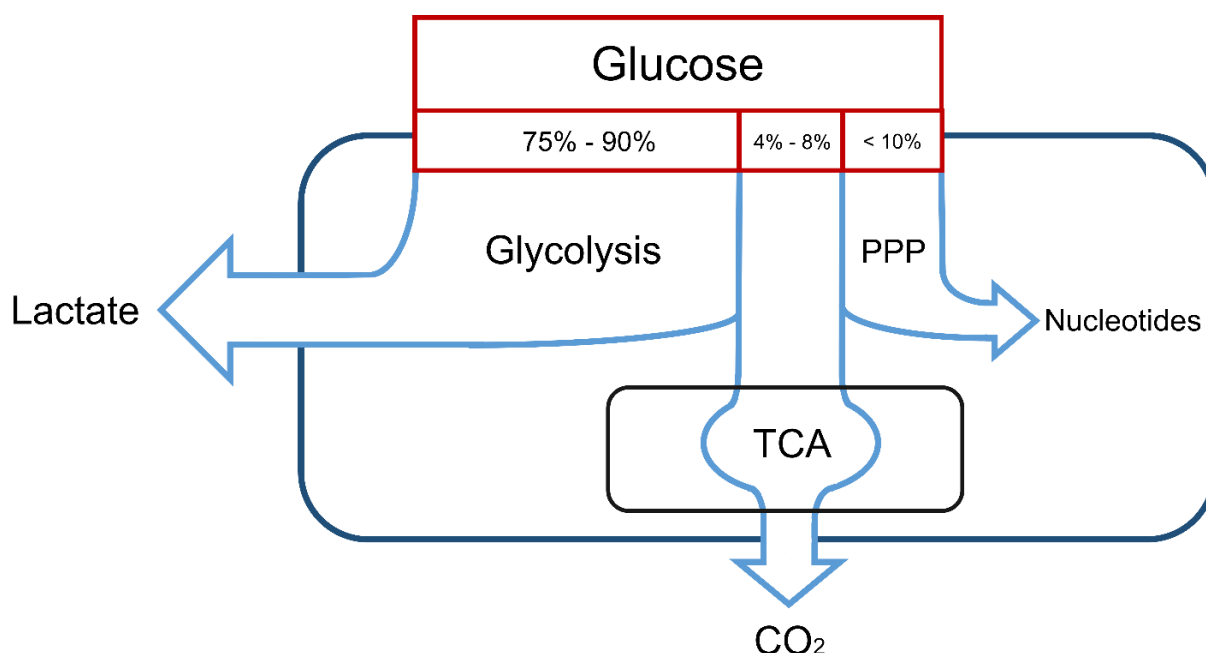 Glucose
75% - 90%
4% - 8%
< 10%
Glycolysis
PPP
Lactate
Nucleotides
TCA
CO₂